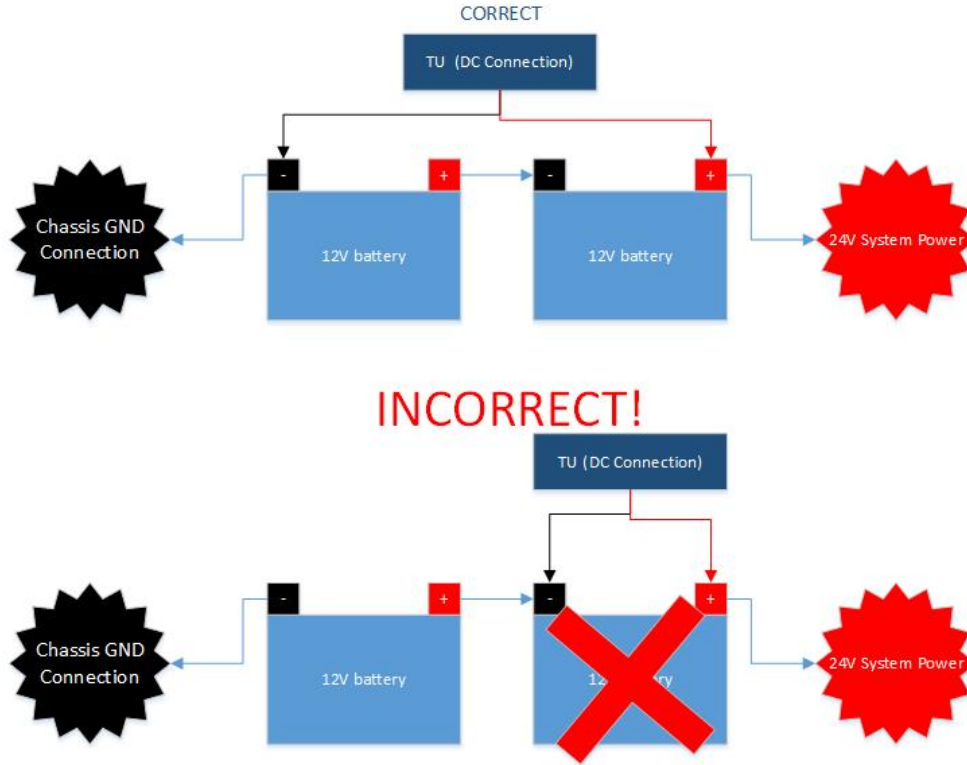 CORRECT
TU (DC Connection)
- + - +
Chassis GND
Connection
12V battery
12V battery
24V System Power
INCORRECT!
TU (DC Connection)
- + - +
Chassis GND
Connection
12V battery
24V System Power